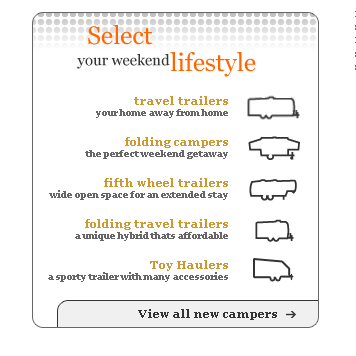 Select
your weekend lifestyle
travel trailers
your home away from home
folding campers
the perfect weekend getaway
fifth wheel trailers
wide open space for an extended stay
folding travel trailers
a unique hybrid thats affordable
Toy Haulers
a sporty trailer with many accessories
View all new campers →